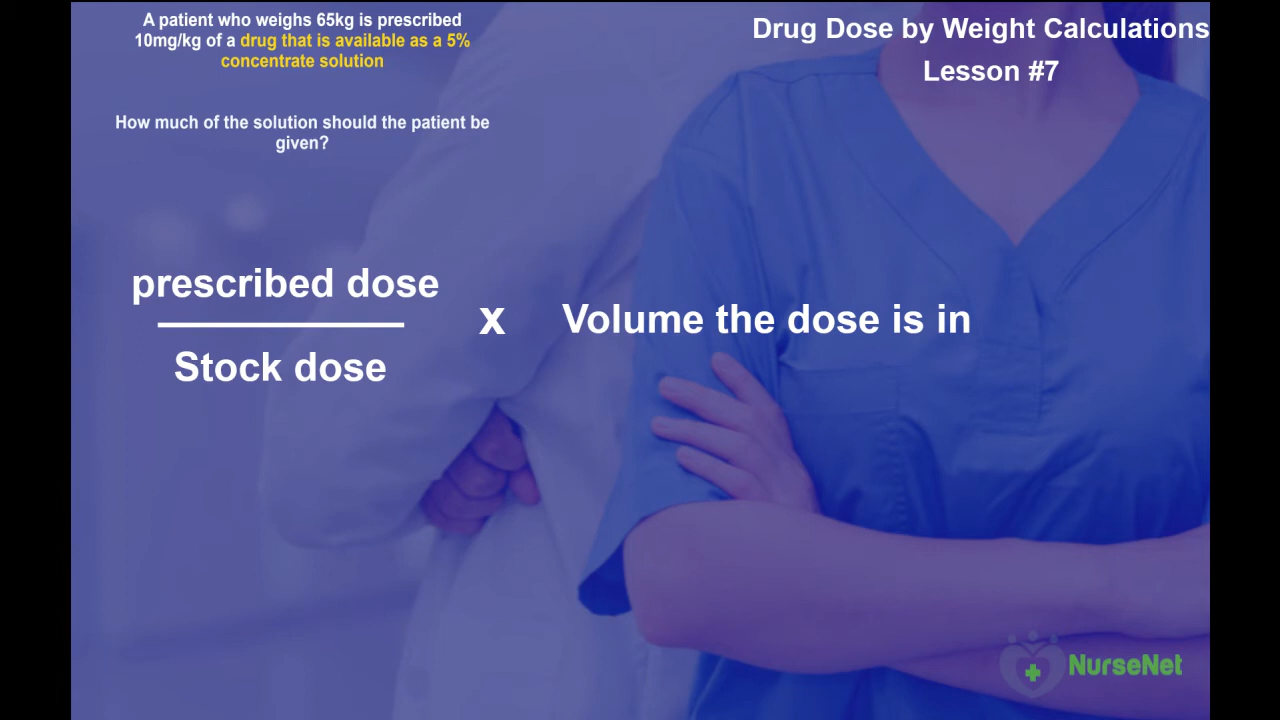 A patient who weighs 65kg is prescribed
10mg/kg of a drug that is available as a 5%
concentrate solution
How much of the solution should the patient be
given?
Drug Dose by Weight Calculations
Lesson #7
prescribed dose
Stock dose
x
Volume the dose is in
NurseNet